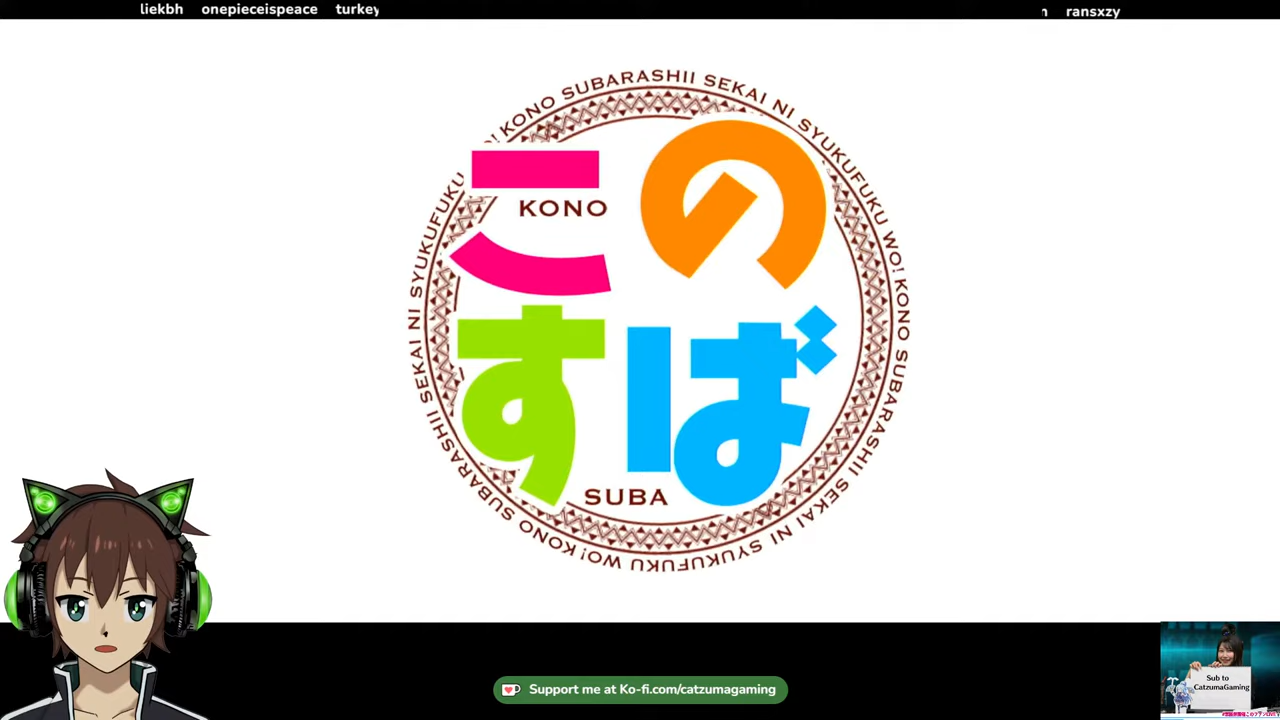 liekbh onepieceispeace turkey
ransxzy
KONO SUBARASHII SEKAI NI SYUKUFUKU WO! KONO SUBARASHII SEKAI NI SYUKUFUKU WO! KONO SUBARASHII SEKAI NI SYUKUFUKU WO!
この
KONO
すば
SUBA
Support me at Ko-fi.com/catzumagaming
Sub to
CatzumaGaming